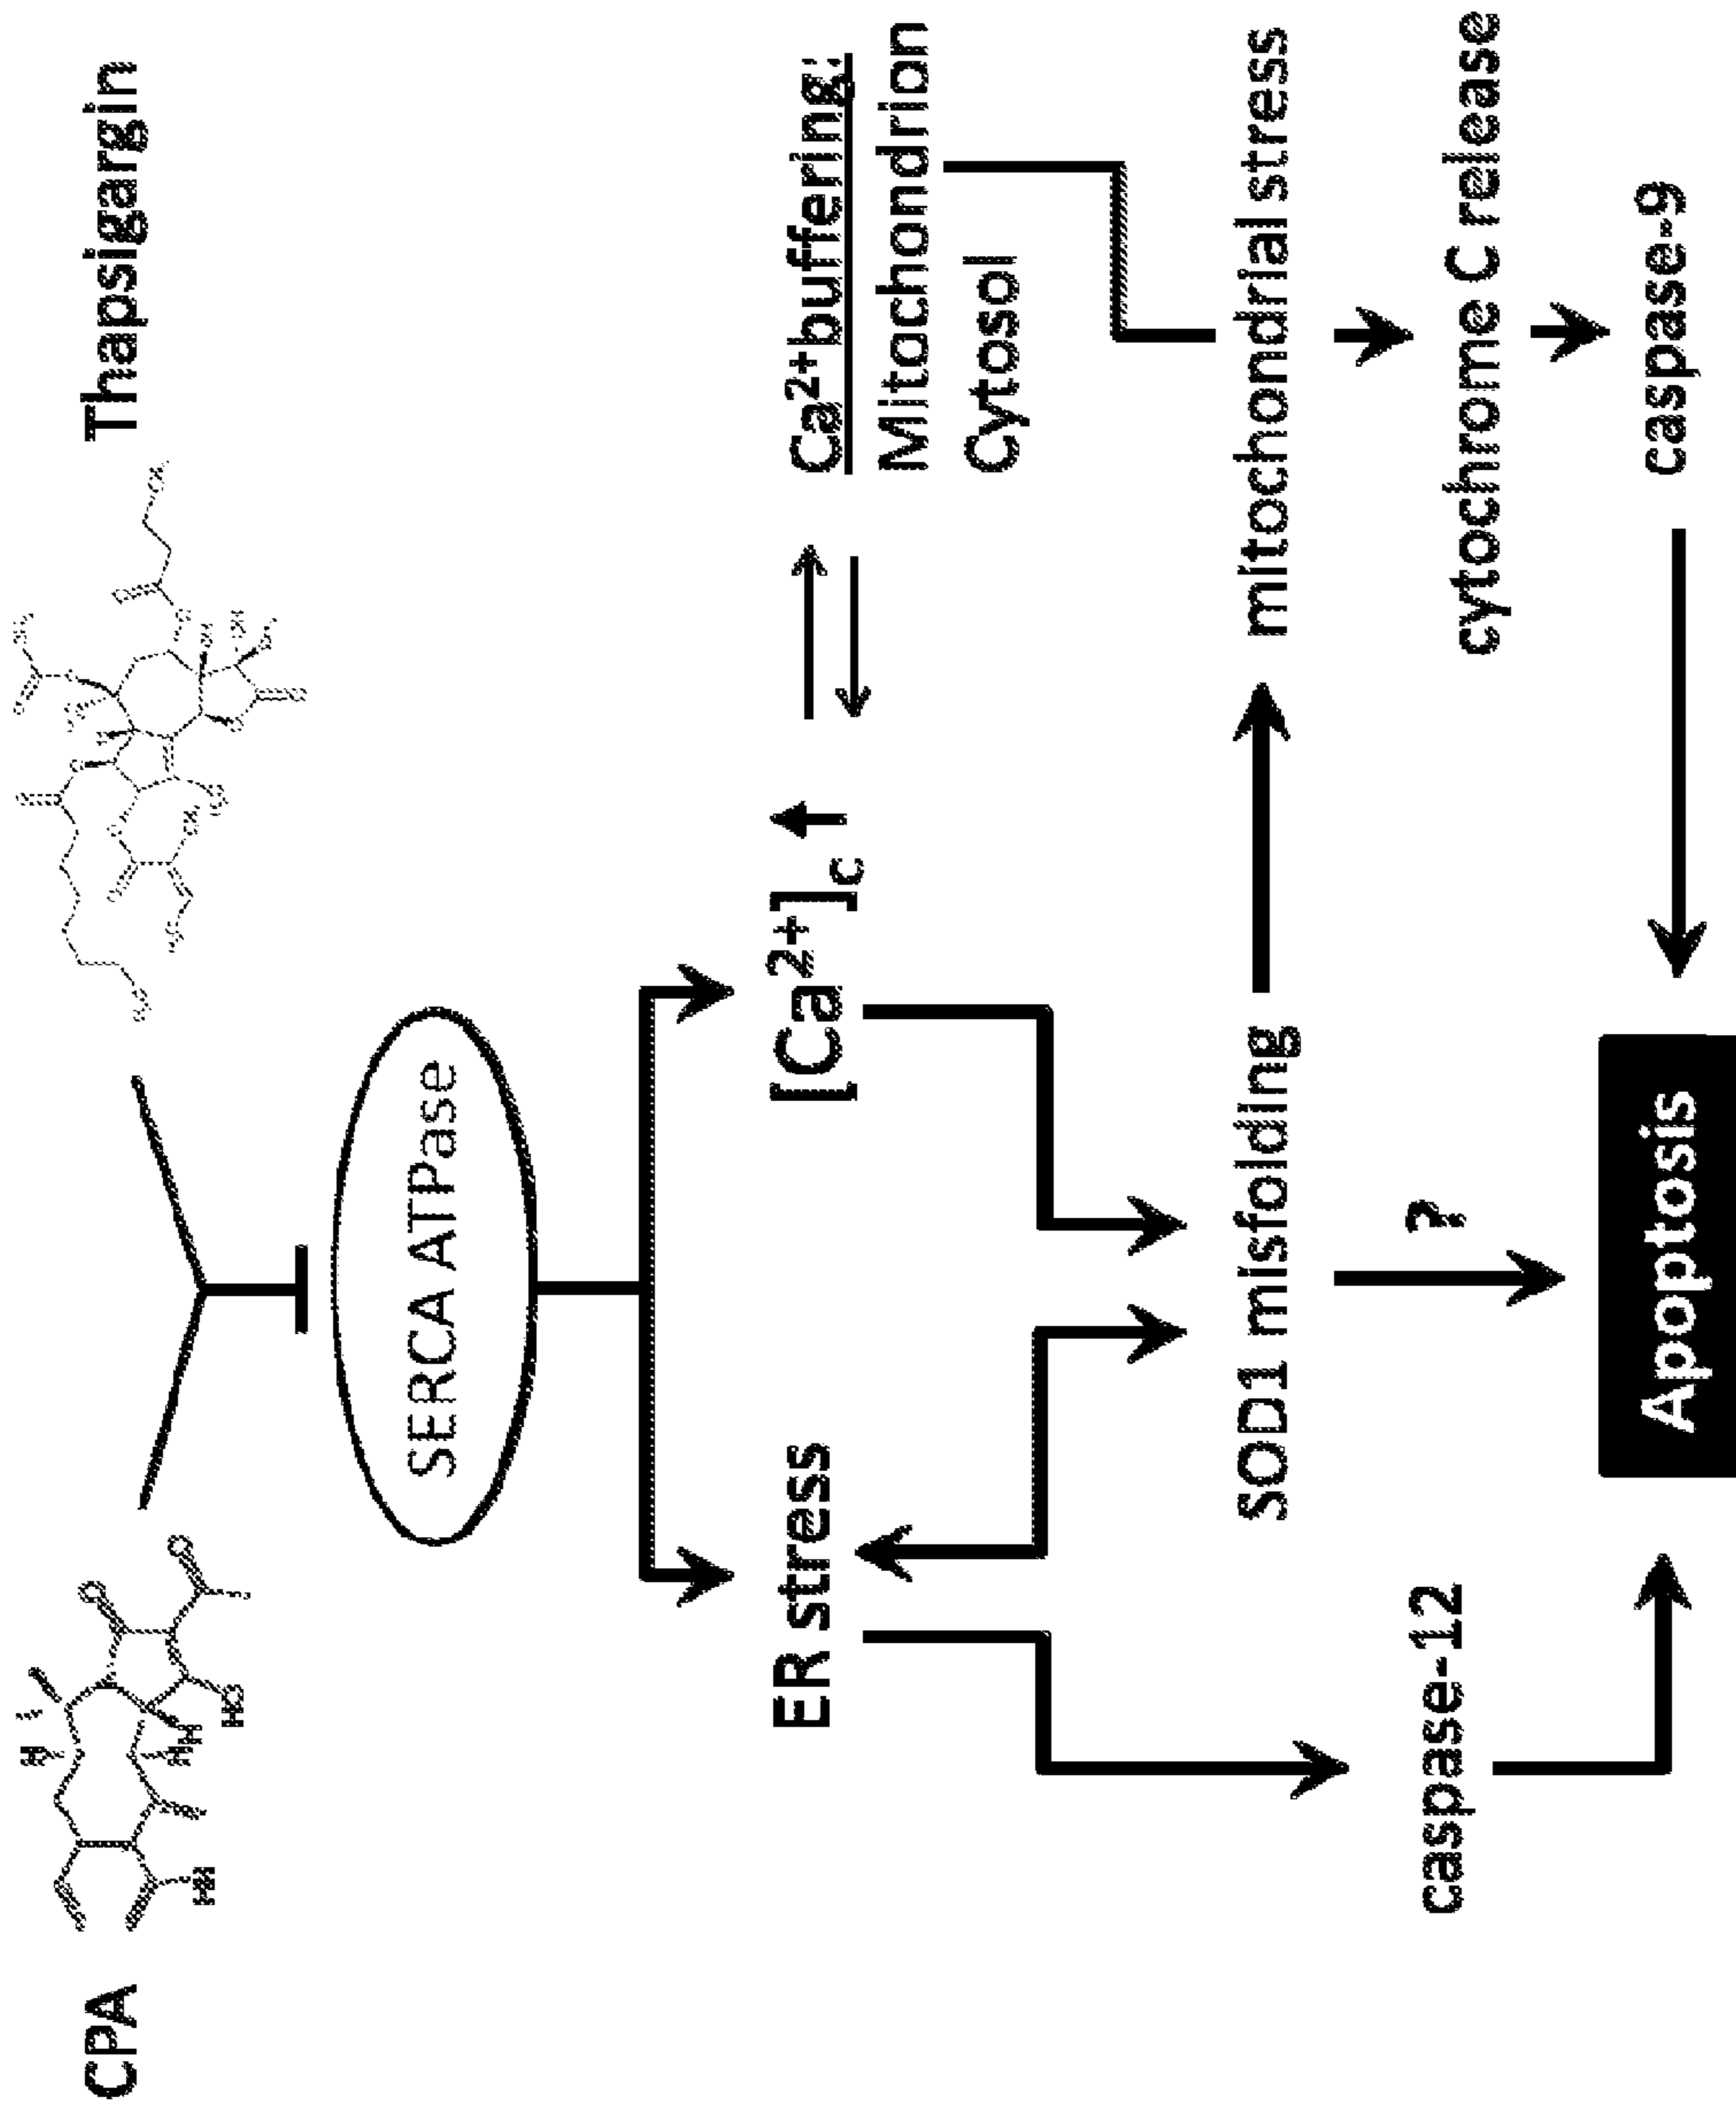 CPA
Thapsigargin
SERCA ATPase
ER stress
[Ca²⁺]c
Ca²⁺buffering:
Mitochondrion
Cytosol
SOD1 misfolding
mitochondrial stress
caspase-12
?
cytochrome C release
Apoptosis
caspase-9